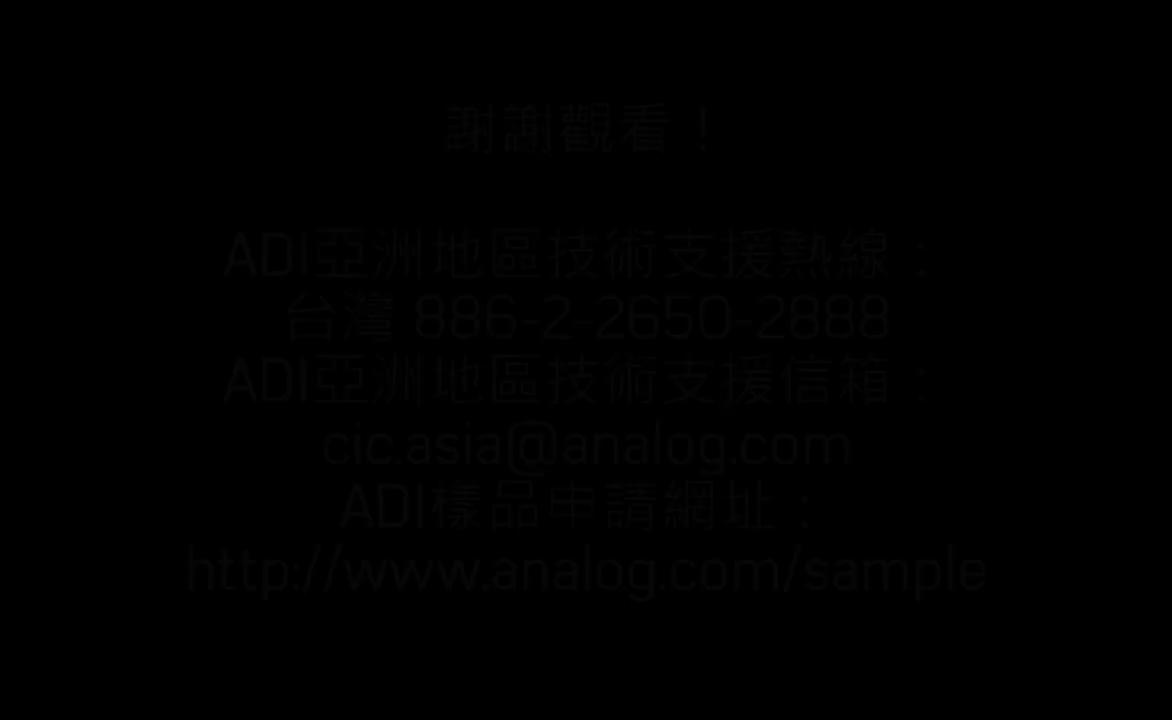 謝謝觀看！
ADI亞洲地區技術支援熱線：
台灣 886-2-2650-2888
ADI亞洲地區技術支援信箱：
cic.asia@analog.com
ADI樣品申請網址：
http://www.analog.com/sample